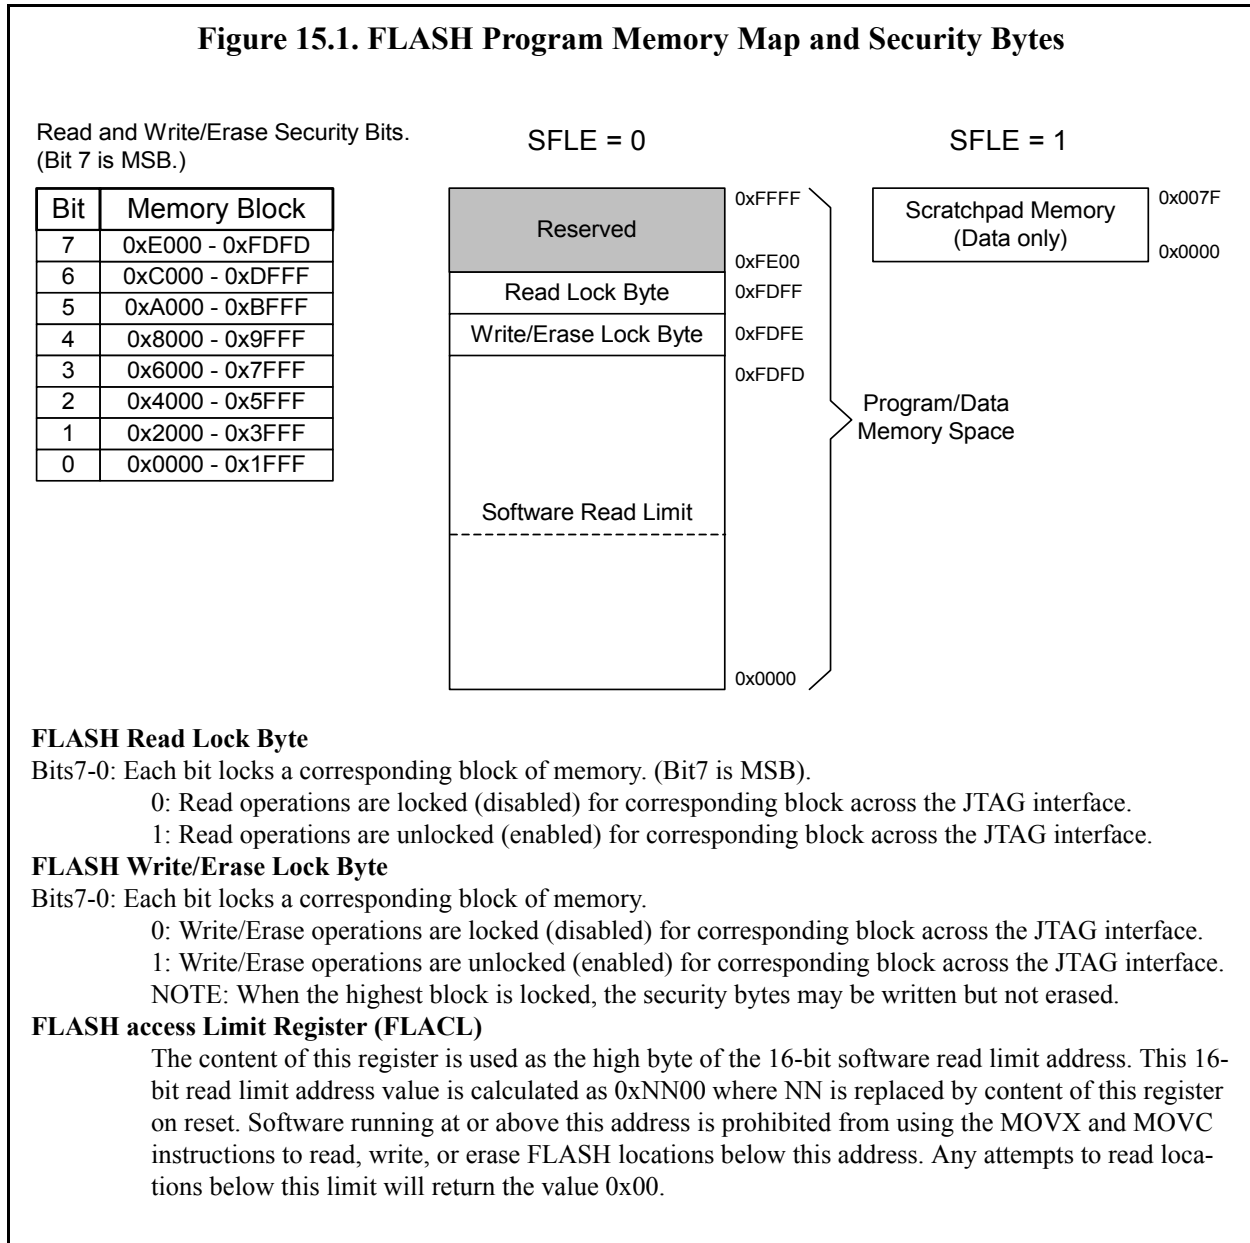 Figure 15.1. FLASH Program Memory Map and Security Bytes
Read and Write/Erase Security Bits.
(Bit 7 is MSB.)
Bit Memory Block
7 0xE000 - 0xFDFD
6 0xC000 - 0xDFFF
5 0xA000 - 0xBFFF
4 0x8000 - 0x9FFF
3 0x6000 - 0x7FFF
2 0x4000 - 0x5FFF
1 0x2000 - 0x3FFF
0 0x0000 - 0x1FFF
SFLE = 0
Reserved
0xFFFF
0xFE00
Read Lock Byte 0xFDFF
Write/Erase Lock Byte 0xFDFE
0xFDFD
Software Read Limit
0x0000
Program/Data
Memory Space
SFLE = 1
Scratchpad Memory
(Data only)
0x007F
0x0000
FLASH Read Lock Byte
Bits7-0: Each bit locks a corresponding block of memory. (Bit7 is MSB).
0: Read operations are locked (disabled) for corresponding block across the JTAG interface.
1: Read operations are unlocked (enabled) for corresponding block across the JTAG interface.
FLASH Write/Erase Lock Byte
Bits7-0: Each bit locks a corresponding block of memory.
0: Write/Erase operations are locked (disabled) for corresponding block across the JTAG interface.
1: Write/Erase operations are unlocked (enabled) for corresponding block across the JTAG interface.
NOTE: When the highest block is locked, the security bytes may be written but not erased.
FLASH access Limit Register (FLACL)
The content of this register is used as the high byte of the 16-bit software read limit address. This 16-
bit read limit address value is calculated as 0xNN00 where NN is replaced by content of this register
on reset. Software running at or above this address is prohibited from using the MOVX and MOVC
instructions to read, write, or erase FLASH locations below this address. Any attempts to read loca-
tions below this limit will return the value 0x00.